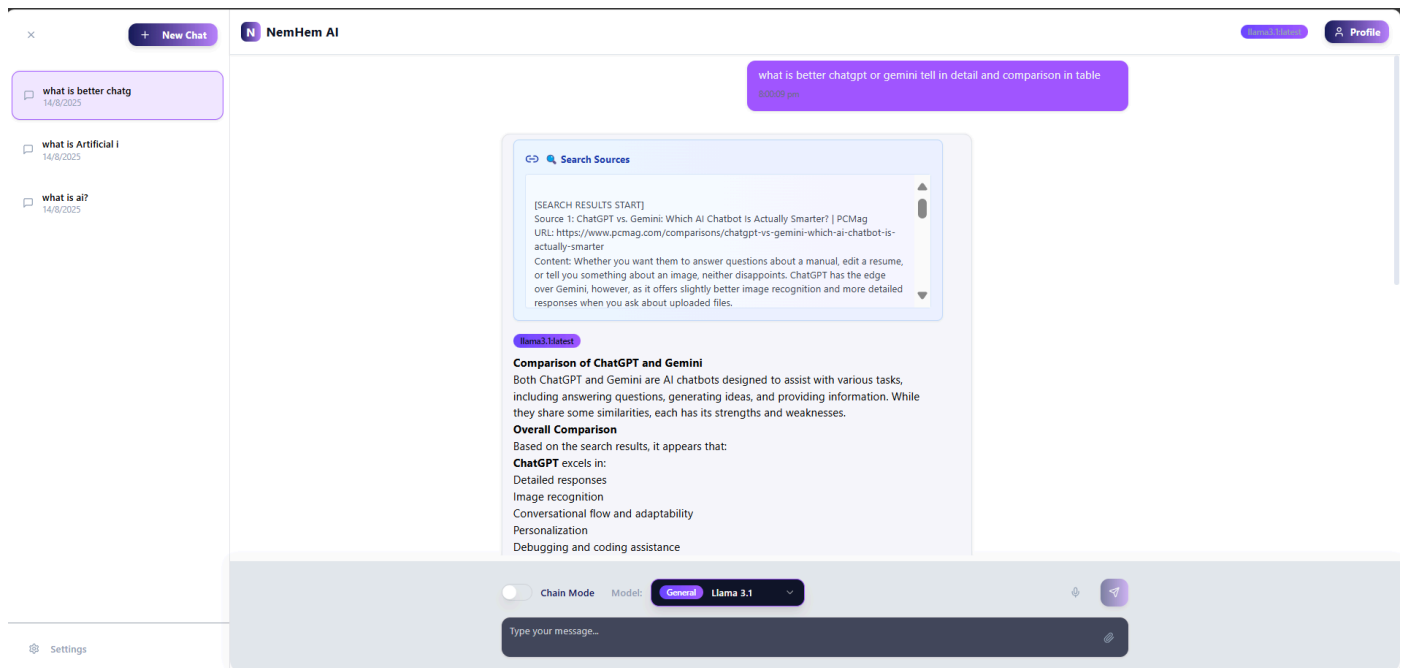 New Chat
what is better chatg
14/8/2025
what is Artificial i
14/8/2025
what is ai?
14/8/2025
Settings
N NemHem AI
llama3.1:latest
Profile
what is better chatgpt or gemini tell in detail and comparison in table
Search Sources
[SEARCH RESULTS START]
Source 1: ChatGPT vs. Gemini: Which AI Chatbot Is Actually Smarter? | PCMag
URL: https://www.pcmag.com/comparisons/chatgpt-vs-gemini-which-ai-chatbot-is-
actually-smarter
Content: Whether you want them to answer questions about a manual, edit a resume,
or tell you something about an image, neither disappoints. ChatGPT has the edge
over Gemini, however, as it offers slightly better image recognition and more detailed
responses when you ask about uploaded files.
llama3.1:latest
Comparison of ChatGPT and Gemini
Both ChatGPT and Gemini are AI chatbots designed to assist with various tasks,
including answering questions, generating ideas, and providing information. While
they share some similarities, each has its strengths and weaknesses.
Overall Comparison
Based on the search results, it appears that:
ChatGPT excels in:
Detailed responses
Image recognition
Conversational flow and adaptability
Personalization
Debugging and coding assistance
Chain Mode
Model:
General
Llama 3.1
Type your message...